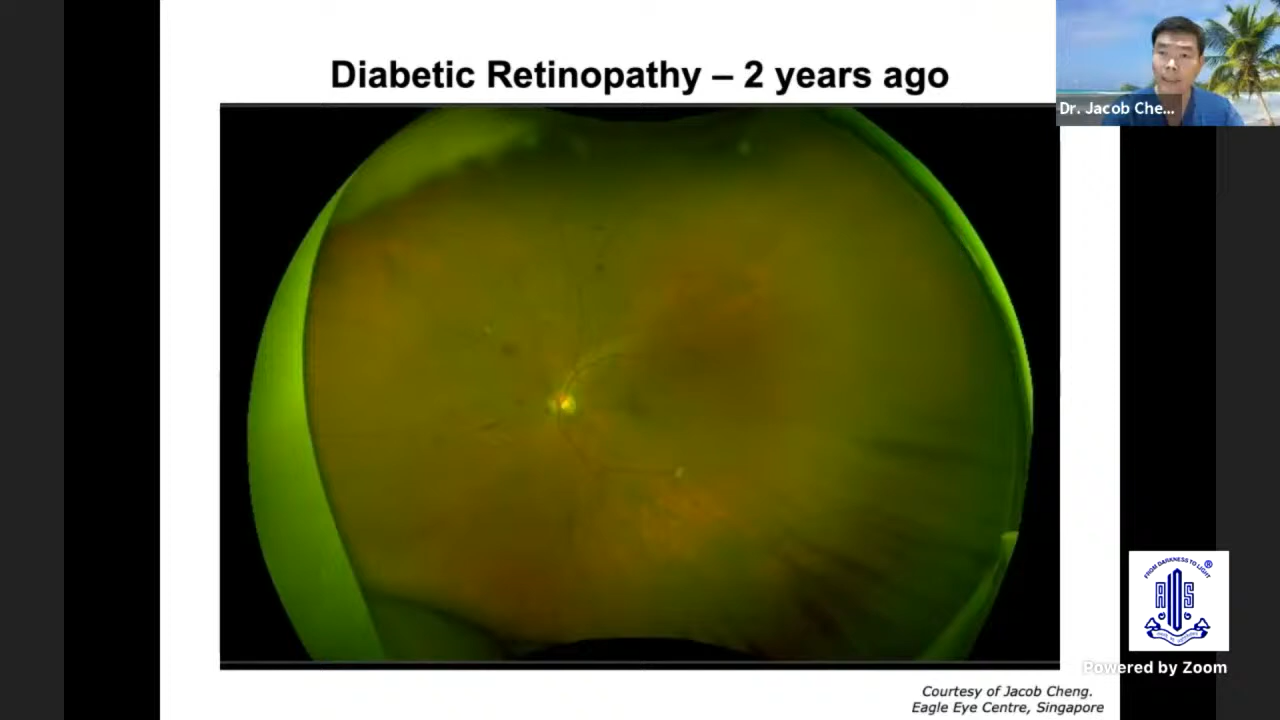 Diabetic Retinopathy – 2 years ago
Dr. Jacob Che...
FROM DARKNESS TO LIGHT
®
AIOS
Powered by Zoom
Courtesy of Jacob Cheng.
Eagle Eye Centre, Singapore